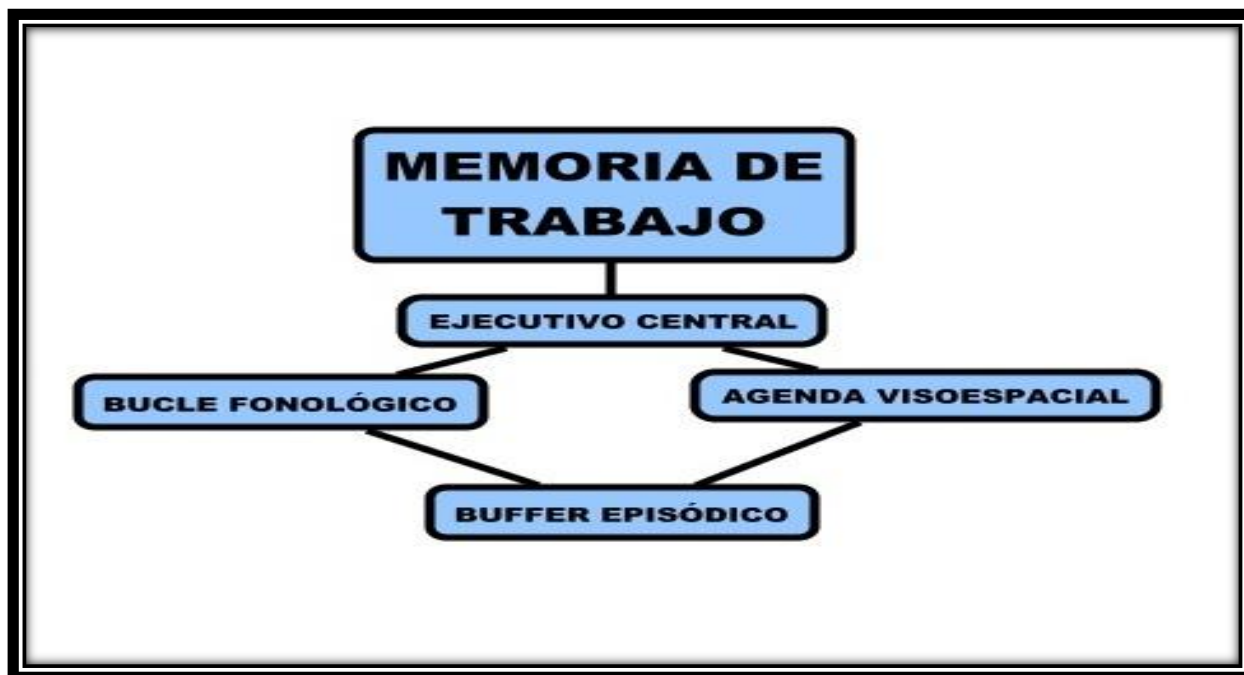 MEMORIA DE
TRABAJO
EJECUTIVO CENTRAL
BUCLE FONOLÓGICO
AGENDA VISOESPACIAL
BUFFER EPISÓDICO